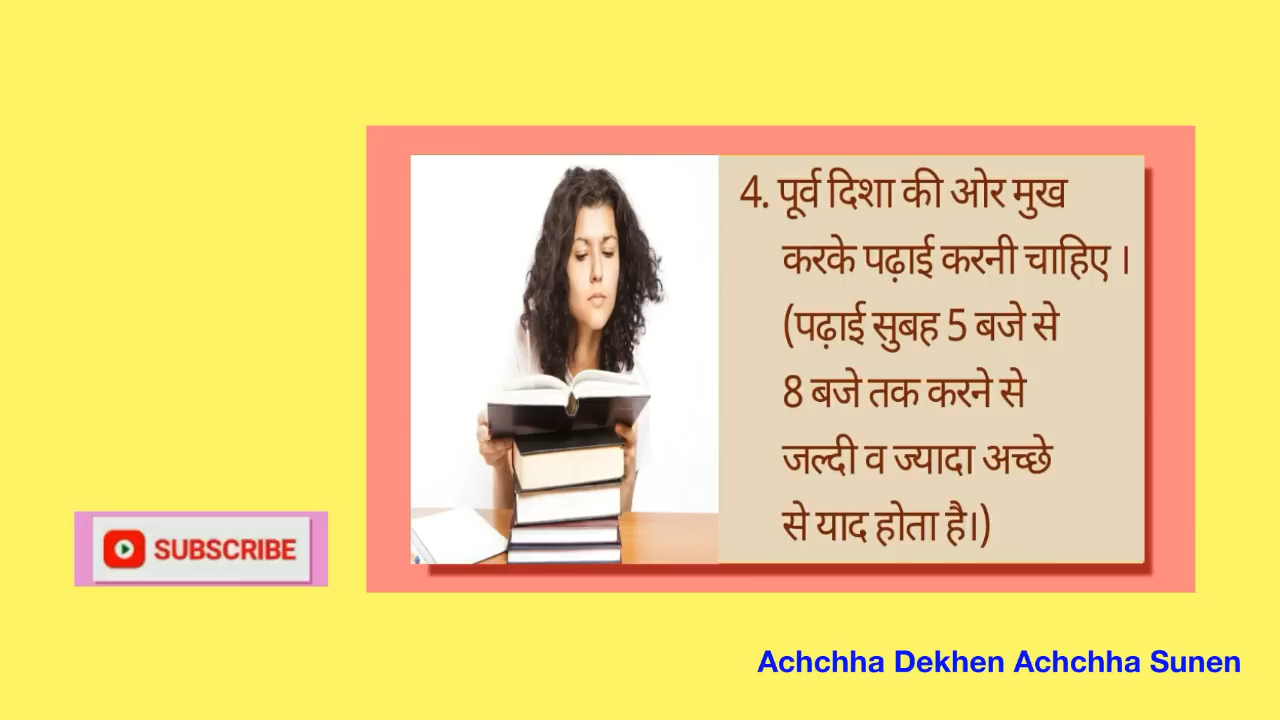 4. पूर्व दिशा की ओर मुख
करके पढ़ाई करनी चाहिए ।
(पढ़ाई सुबह 5 बजे से
8 बजे तक करने से
जल्दी व ज्यादा अच्छे
से याद होता है।)
SUBSCRIBE
Achchha Dekhen Achchha Sunen